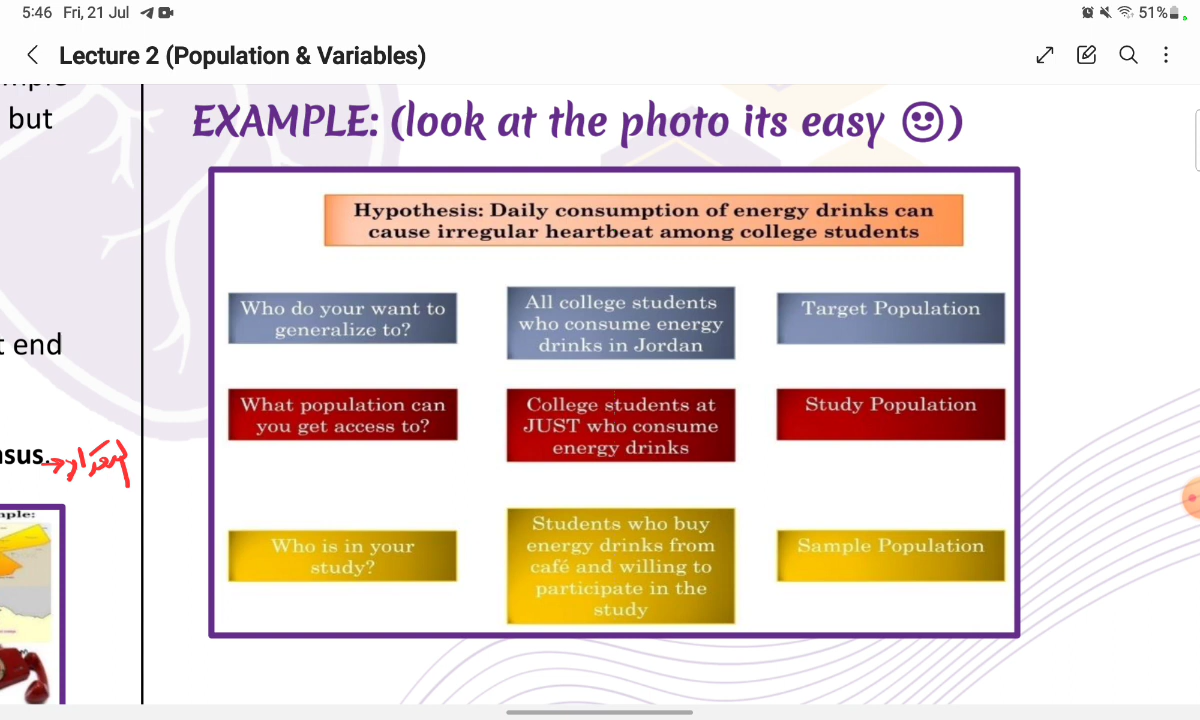 5:46 Fri, 21 Jul
51%
Lecture 2 (Population & Variables)
but
end
EXAMPLE: (look at the photo its easy 😊)
Hypothesis: Daily consumption of energy drinks can
cause irregular heartbeat among college students
Who do your want to
generalize to?
All college students
who consume energy
drinks in Jordan
Target Population
What population can
you get access to?
College students at
JUST who consume
energy drinks
Study Population
Who is in your
study?
Students who buy
energy drinks from
café and willing to
participate in the
study
Sample Population